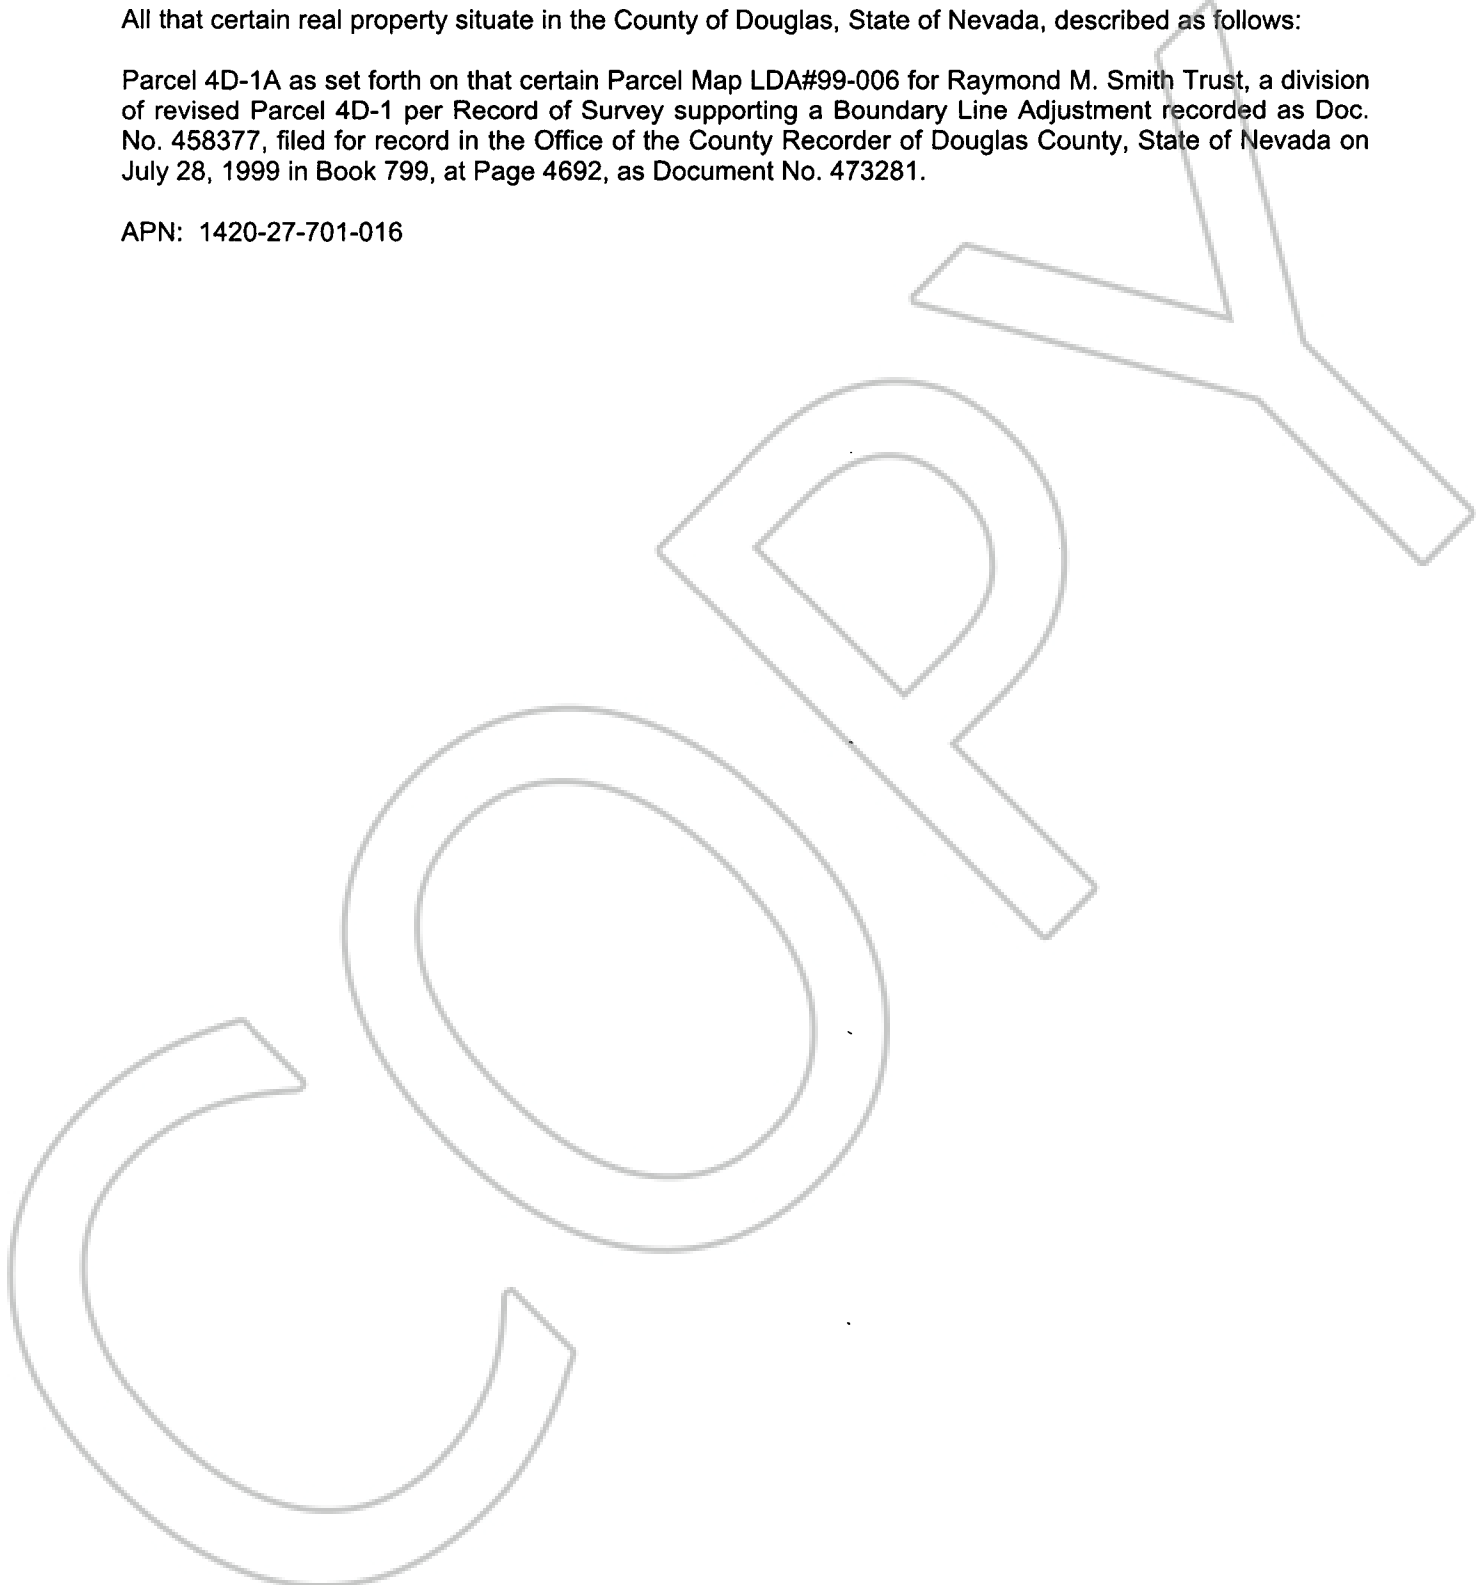 All that certain real property situate in the County of Douglas, State of Nevada, described as follows:
Parcel 4D-1A as set forth on that certain Parcel Map LDA#99-006 for Raymond M. Smith Trust, a division
of revised Parcel 4D-1 per Record of Survey supporting a Boundary Line Adjustment recorded as Doc.
No. 458377, filed for record in the Office of the County Recorder of Douglas County, State of Nevada on
July 28, 1999 in Book 799, at Page 4692, as Document No. 473281.
APN:  1420-27-701-016
COPY